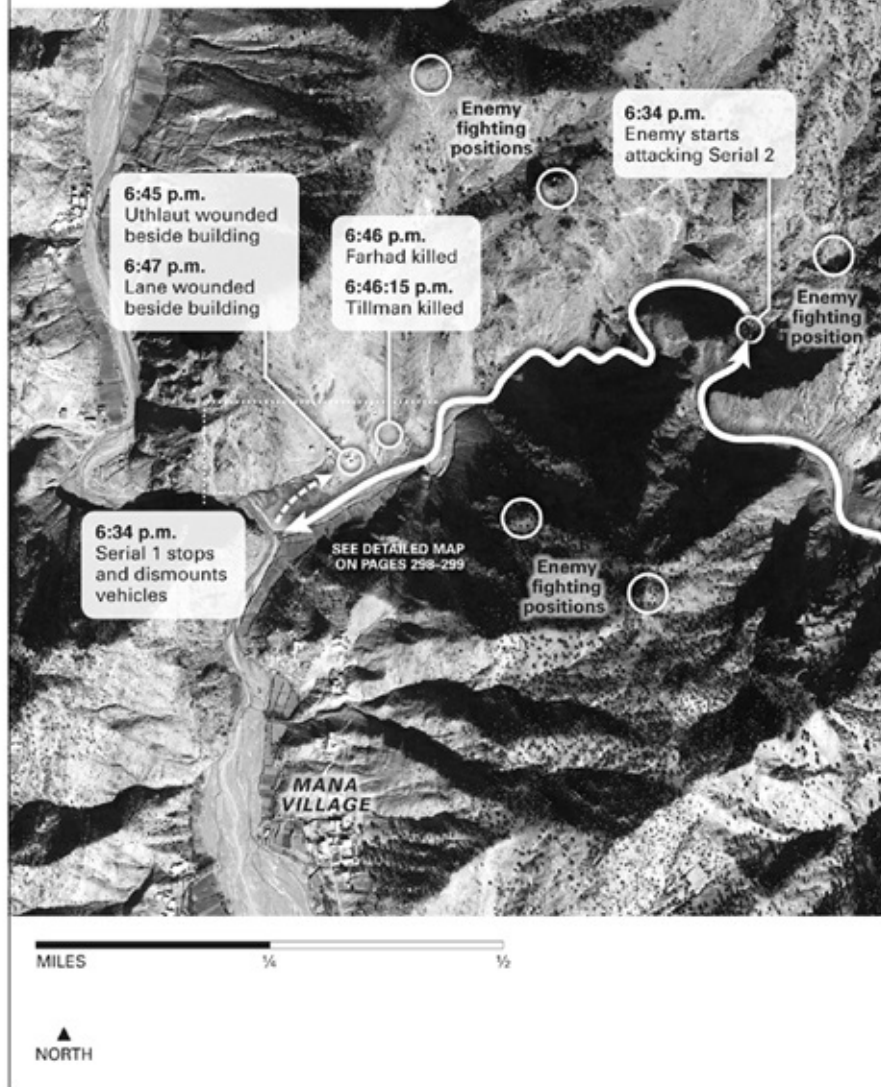 Enemy
fighting
positions
6:34 p.m.
Enemy starts
attacking Serial 2
6:45 p.m.
Uthlaut wounded
beside building
6:47 p.m.
Lane wounded
beside building
6:46 p.m.
Farhad killed
6:46:15 p.m.
Tillman killed
Enemy
fighting
position
6:34 p.m.
Serial 1 stops
and dismounts
vehicles
SEE DETAILED MAP
ON PAGES 298–299
Enemy
fighting
positions
MANA
VILLAGE
MILES ¼ ½
NORTH